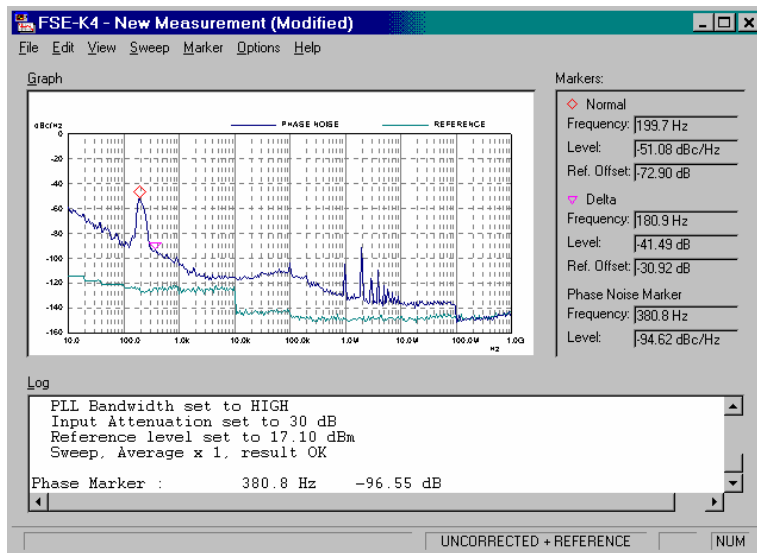 FSE-K4 - New Measurement (Modified)
File Edit View Sweep Marker Options Help
Graph
dBc/Hz
PHASE NOISE
REFERENCE
0
-20
-40
-60
-80
-100
-120
-140
-160
10.0 100.0 1.0k 10.0k 100.0k 1.0M 10.0M 100.0M 1.0G
Hz
Markers:
Normal
Frequency: 199.7 Hz
Level: -51.08 dBc/Hz
Ref. Offset: -72.90 dB
Delta
Frequency: 180.9 Hz
Level: -41.49 dB
Ref. Offset: -30.92 dB
Phase Noise Marker
Frequency: 380.8 Hz
Level: -94.62 dBc/Hz
Log
PLL Bandwidth set to HIGH
Input Attenuation set to 30 dB
Reference level set to 17.10 dBm
Sweep, Average x 1, result OK
Phase Marker : 380.8 Hz -96.55 dB
UNCORRECTED + REFERENCE NUM